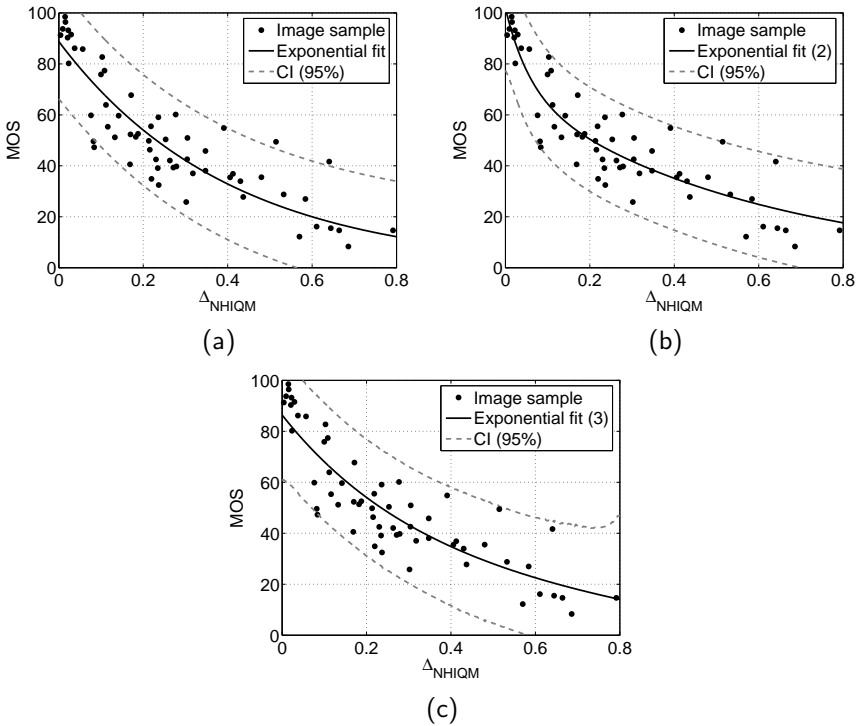 100
80
60
40
20
0
MOS
0 0.2 0.4 0.6 0.8
Δ_NHIQM
Image sample
Exponential fit
CI (95%)
(a)
100
80
60
40
20
0
MOS
0 0.2 0.4 0.6 0.8
Δ_NHIQM
Image sample
Exponential fit (2)
CI (95%)
(b)
100
80
60
40
20
0
MOS
0 0.2 0.4 0.6 0.8
Δ_NHIQM
Image sample
Exponential fit (3)
CI (95%)
(c)